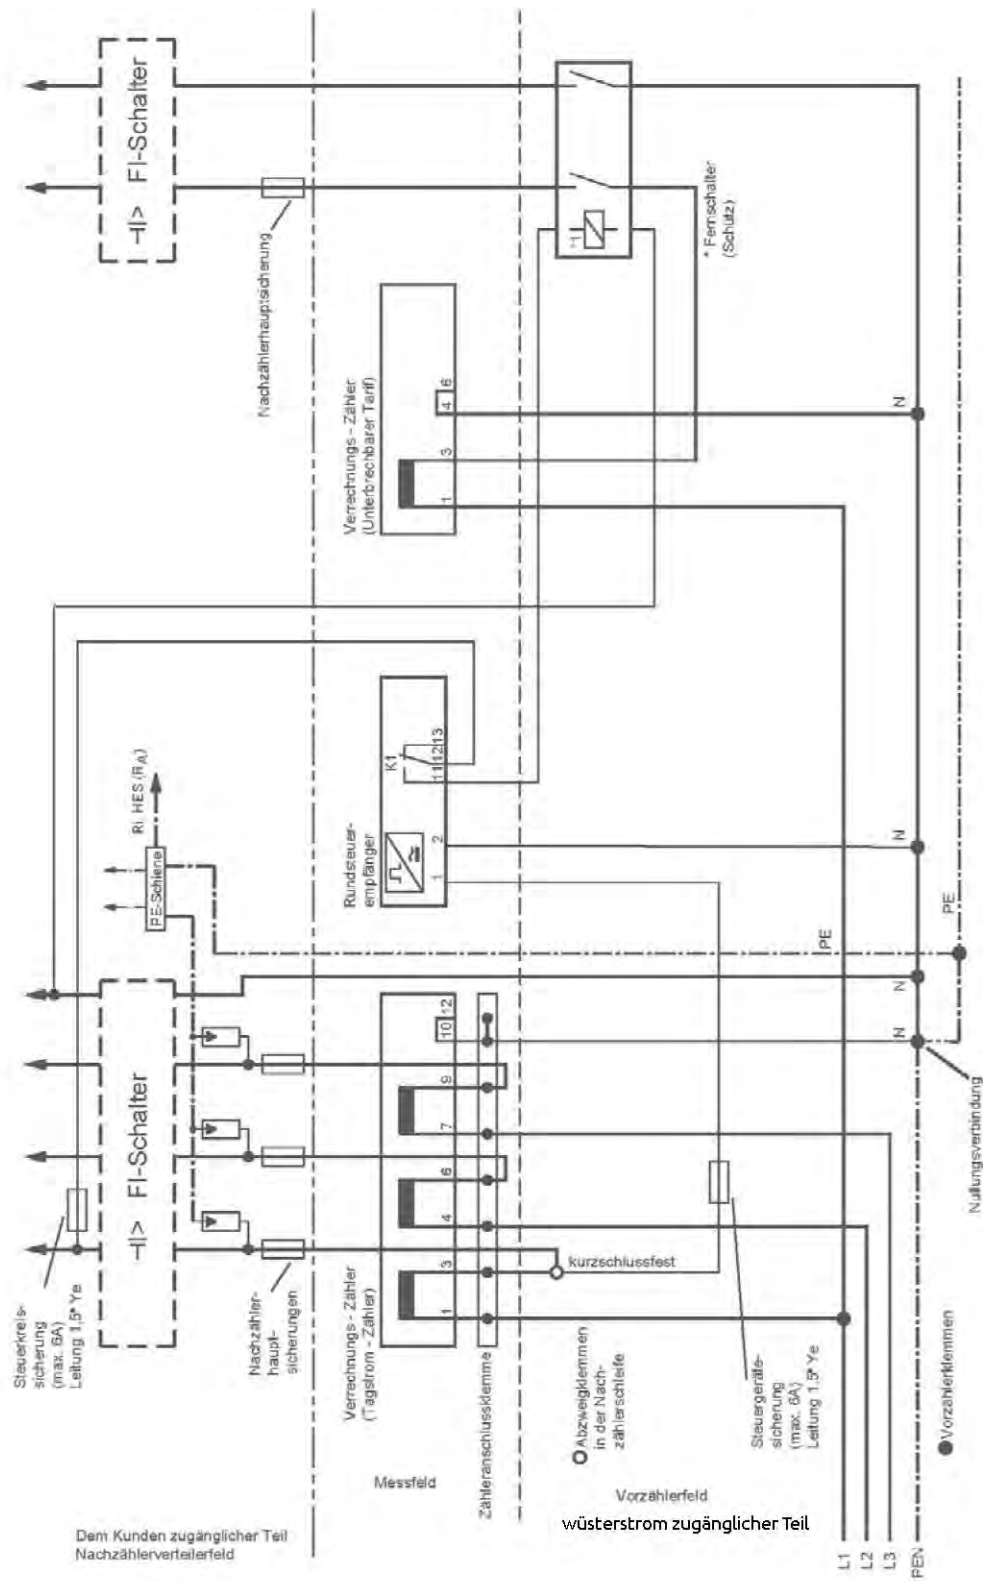 ⊣I> FI-Schalter
Nachzählerhauptsicherung
* Fernschalter
(Schütz)
Verrechnungs - Zähler
(Unterbrechbarer Tarif)
1
3
4
6
N
Ri. HES (RA)
PE-Schiene
Rundsteuer-
empfänger
K1
1
2
11
12
13
N
PE
PE
Steuerkreis-
sicherung
(max. 6A)
Leitung 1,5° Ye
⊣I> FI-Schalter
Nachzähler-
haupt-
sicherungen
Verrechnungs - Zähler
(Tagstrom - Zähler)
1
3
4
6
7
9
10
12
Zähleranschlussklemme
kurzschlussfest
Abzweigklemmen
in der Nach-
zählerschleife
Steuergeräte-
sicherung
(max. 6A)
Leitung 1,5° Ye
N
N
Nullungsverbindung
Vorzählerklemmen
Dem Kunden zugänglicher Teil
Nachzählerverteilerfeld
Messfeld
Vorzählerfeld
wüsterstrom zugänglicher Teil
L1
L2
L3
PEN